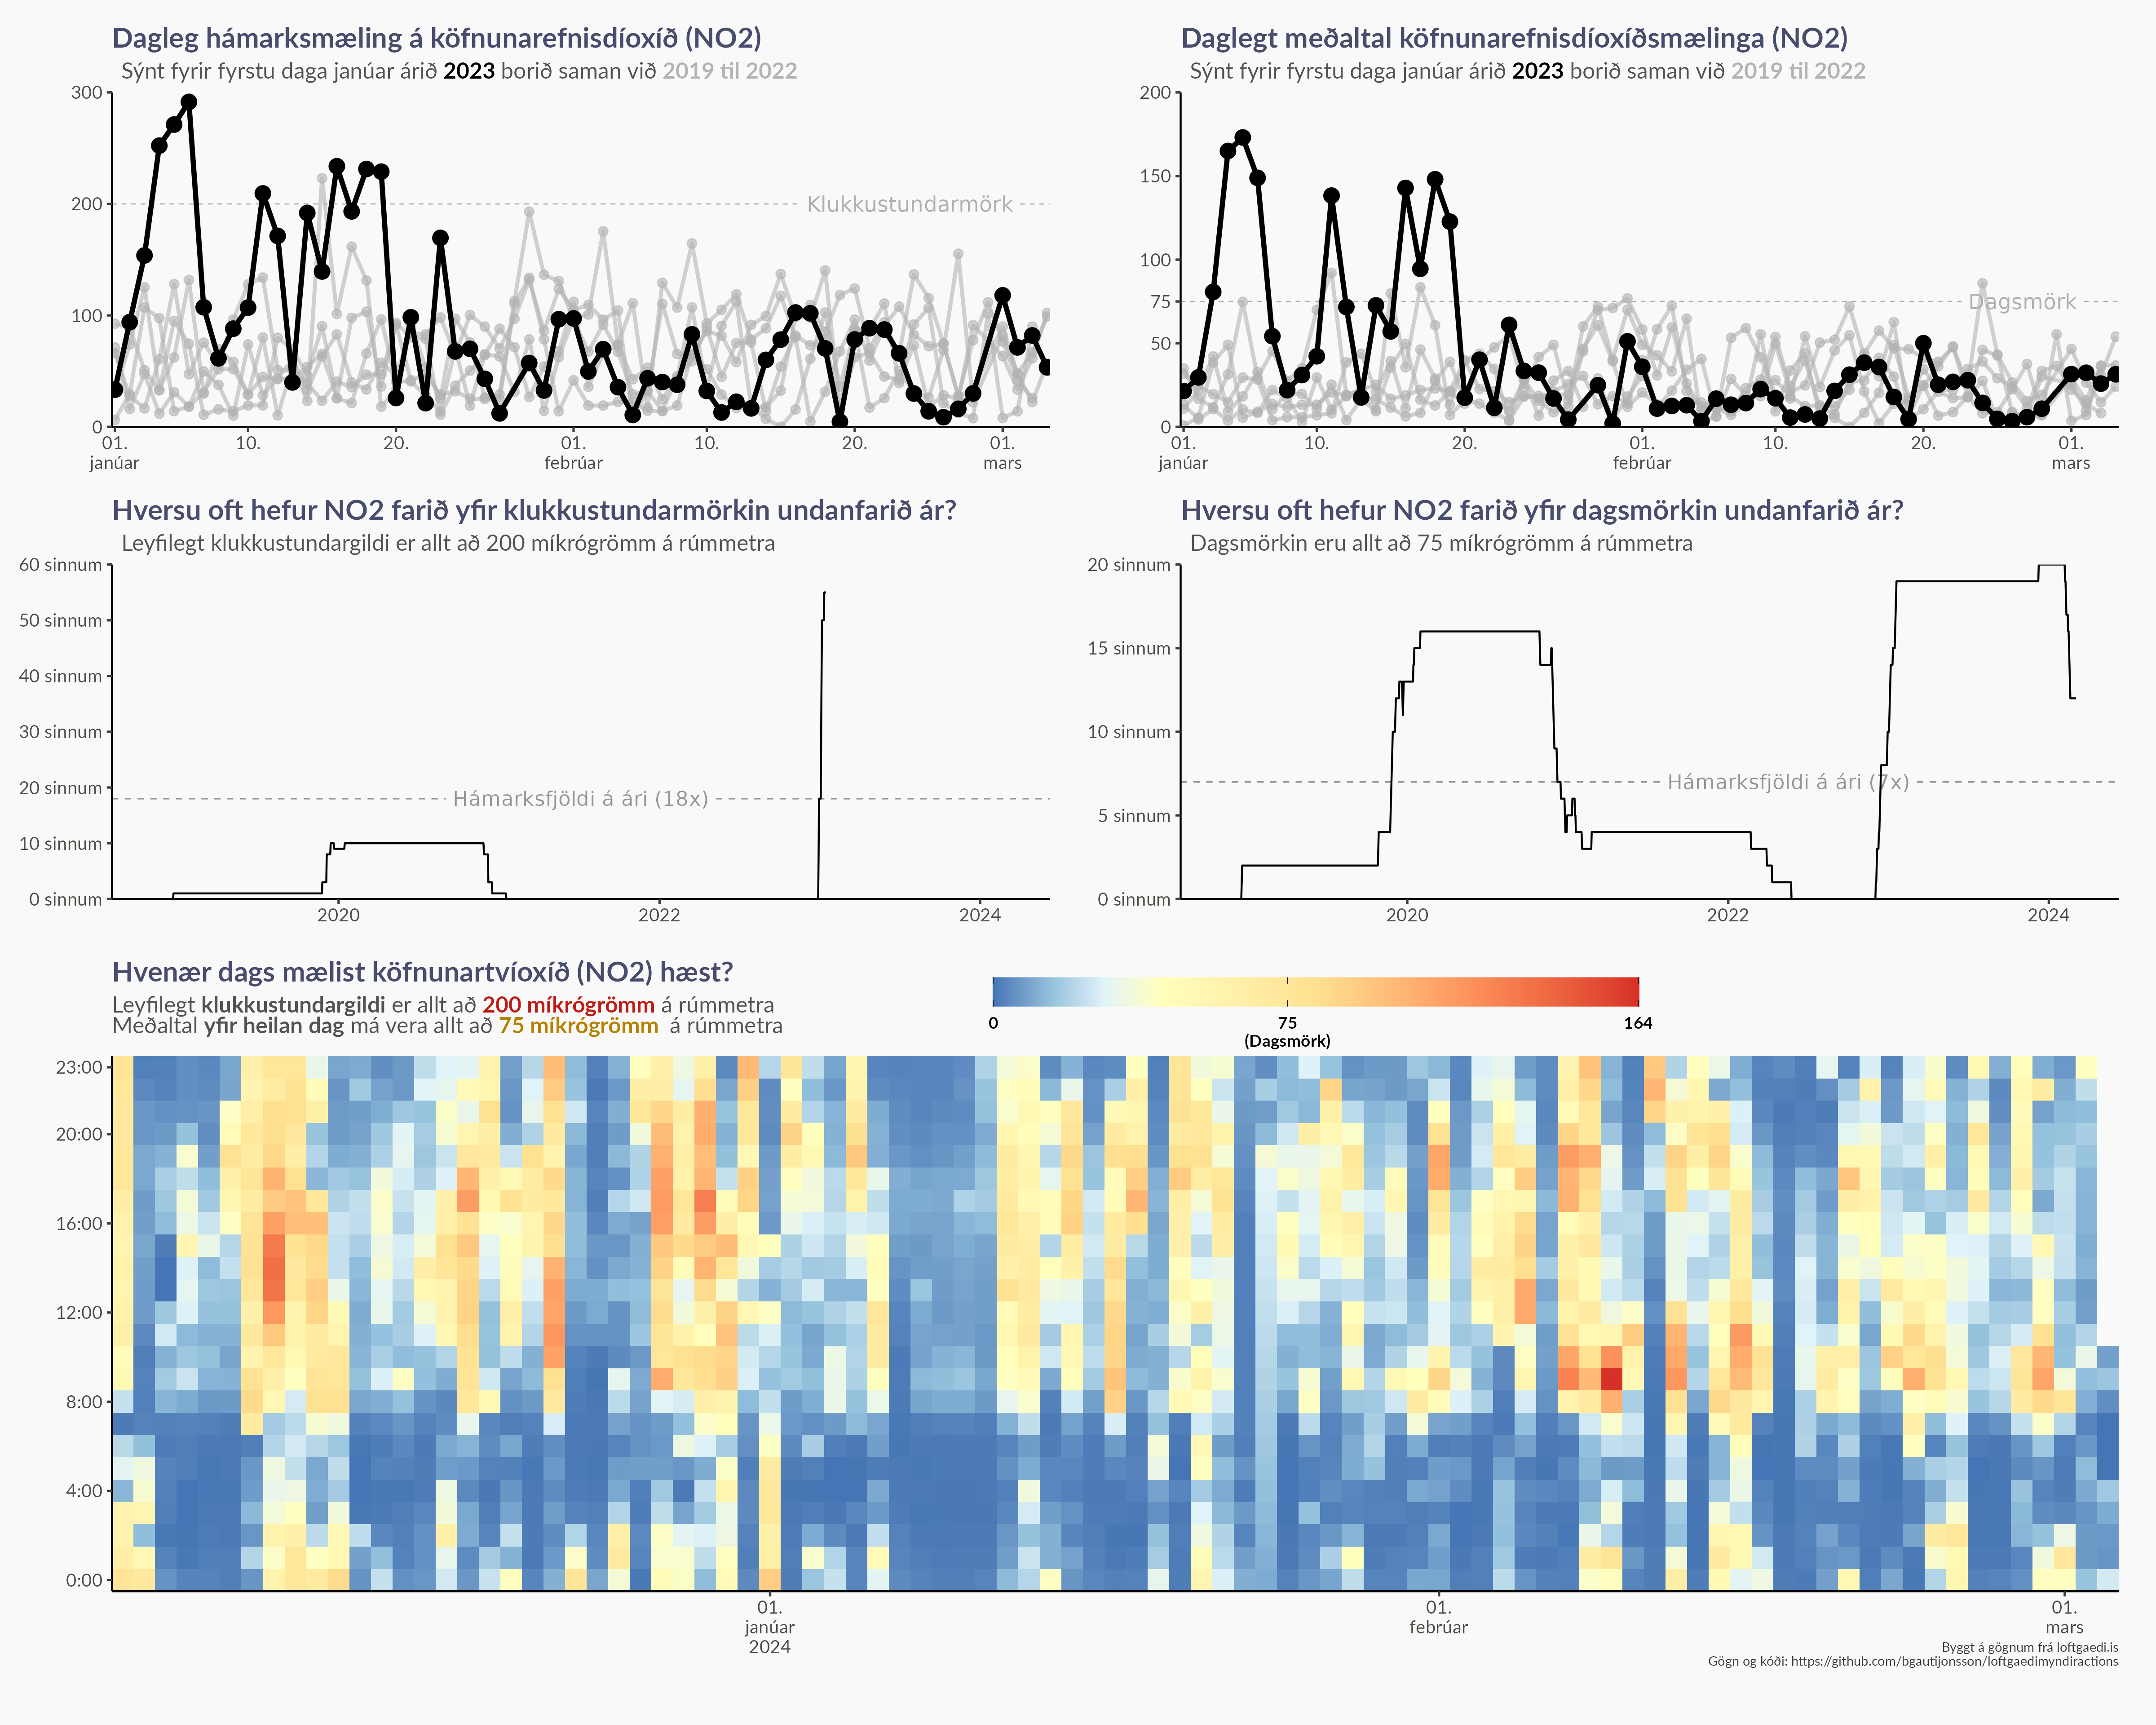 Dagleg hámarksmæling á köfnunarefnisdíoxíð (NO2)
Sýnt fyrir fyrstu daga janúar árið 2023 borið saman við 2019 til 2022
300
200
100
0
Klukkustundarmörk
01. 10. 20. 01. 10. 20. 01.
janúar febrúar mars
Daglegt meðaltal köfnunarefnisdíoxíðsmælinga (NO2)
Sýnt fyrir fyrstu daga janúar árið 2023 borið saman við 2019 til 2022
200
150
100
75
50
0
Dagsmörk
01. 10. 20. 01. 10. 20. 01.
janúar febrúar mars
Hversu oft hefur NO2 farið yfir klukkustundarmörkin undanfarið ár?
Leyfilegt klukkustundargildi er allt að 200 míkrógrömm á rúmmetra
60 sinnum
50 sinnum
40 sinnum
30 sinnum
20 sinnum
10 sinnum
0 sinnum
Hámarksfjöldi á ári (18x)
2020 2022 2024
Hversu oft hefur NO2 farið yfir dagsmörkin undanfarið ár?
Dagsmörkin eru allt að 75 míkrógrömm á rúmmetra
20 sinnum
15 sinnum
10 sinnum
5 sinnum
0 sinnum
Hámarksfjöldi á ári (7x)
2020 2022 2024
Hvenær dags mælist köfnunartvíoxíð (NO2) hæst?
Leyfilegt klukkustundargildi er allt að 200 míkrógrömm á rúmmetra
Meðaltal yfir heilan dag má vera allt að 75 míkrógrömm á rúmmetra
0 75 164
(Dagsmörk)
23:00
20:00
16:00
12:00
8:00
4:00
0:00
01. 01. 01.
janúar febrúar mars
2024
Byggt á gögnum frá loftgaedi.is
Gögn og kóði: https://github.com/bgautijonsson/loftgaedimyndiractions